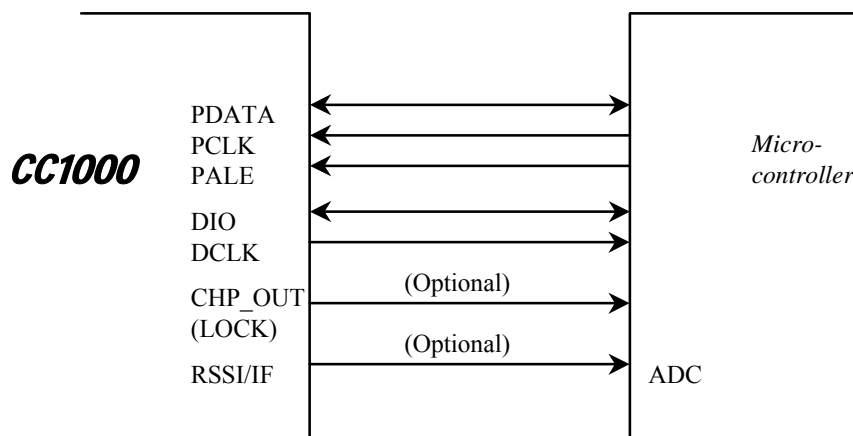 PDATA
PCLK
PALE
CC1000
Micro-
controller
DIO
DCLK
(Optional)
CHP_OUT
(LOCK)
(Optional)
RSSI/IF
ADC